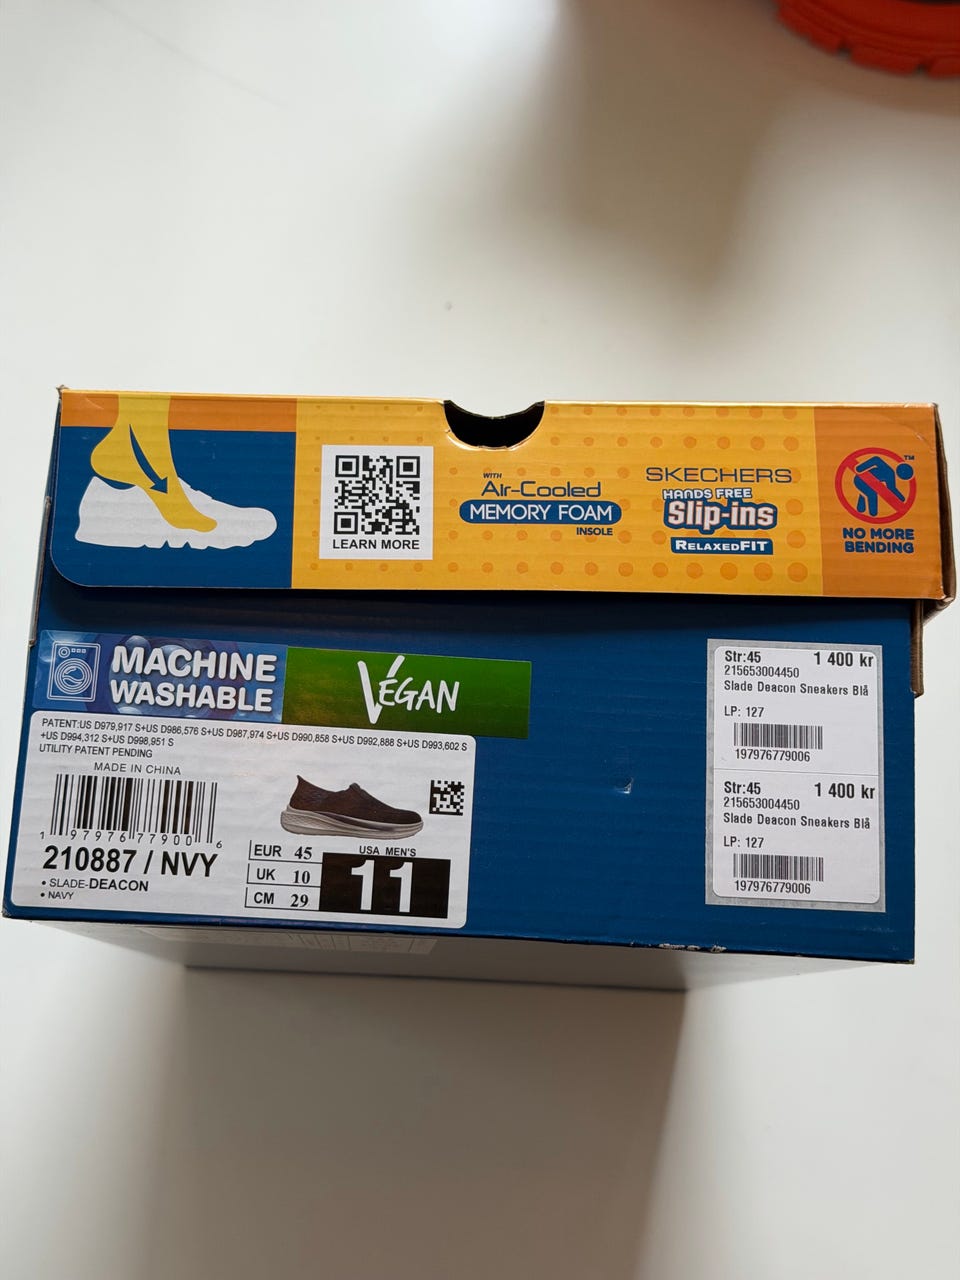 LEARN MORE
WITH
Air-Cooled
MEMORY FOAM
INSOLE
SKECHERS
HANDS FREE
Slip-ins
RELAXED FIT
TM
NO MORE
BENDING
MACHINE
WASHABLE
VEGAN
PATENT:US D979,917 S+US D986,576 S+US D987,974 S+US D990,858 S+US D992,888 S+US D993,602 S
+US D994,312 S+US D998,951 S
UTILITY PATENT PENDING
MADE IN CHINA
1 97976 77900 6
210887 / NVY
• SLADE-DEACON
• NAVY
EUR 45
UK 10
CM 29
USA MEN'S
11
Str:45 1 400 kr
215653004450
Slade Deacon Sneakers Blå
LP: 127
197976779006
Str:45 1 400 kr
215653004450
Slade Deacon Sneakers Blå
LP: 127
197976779006